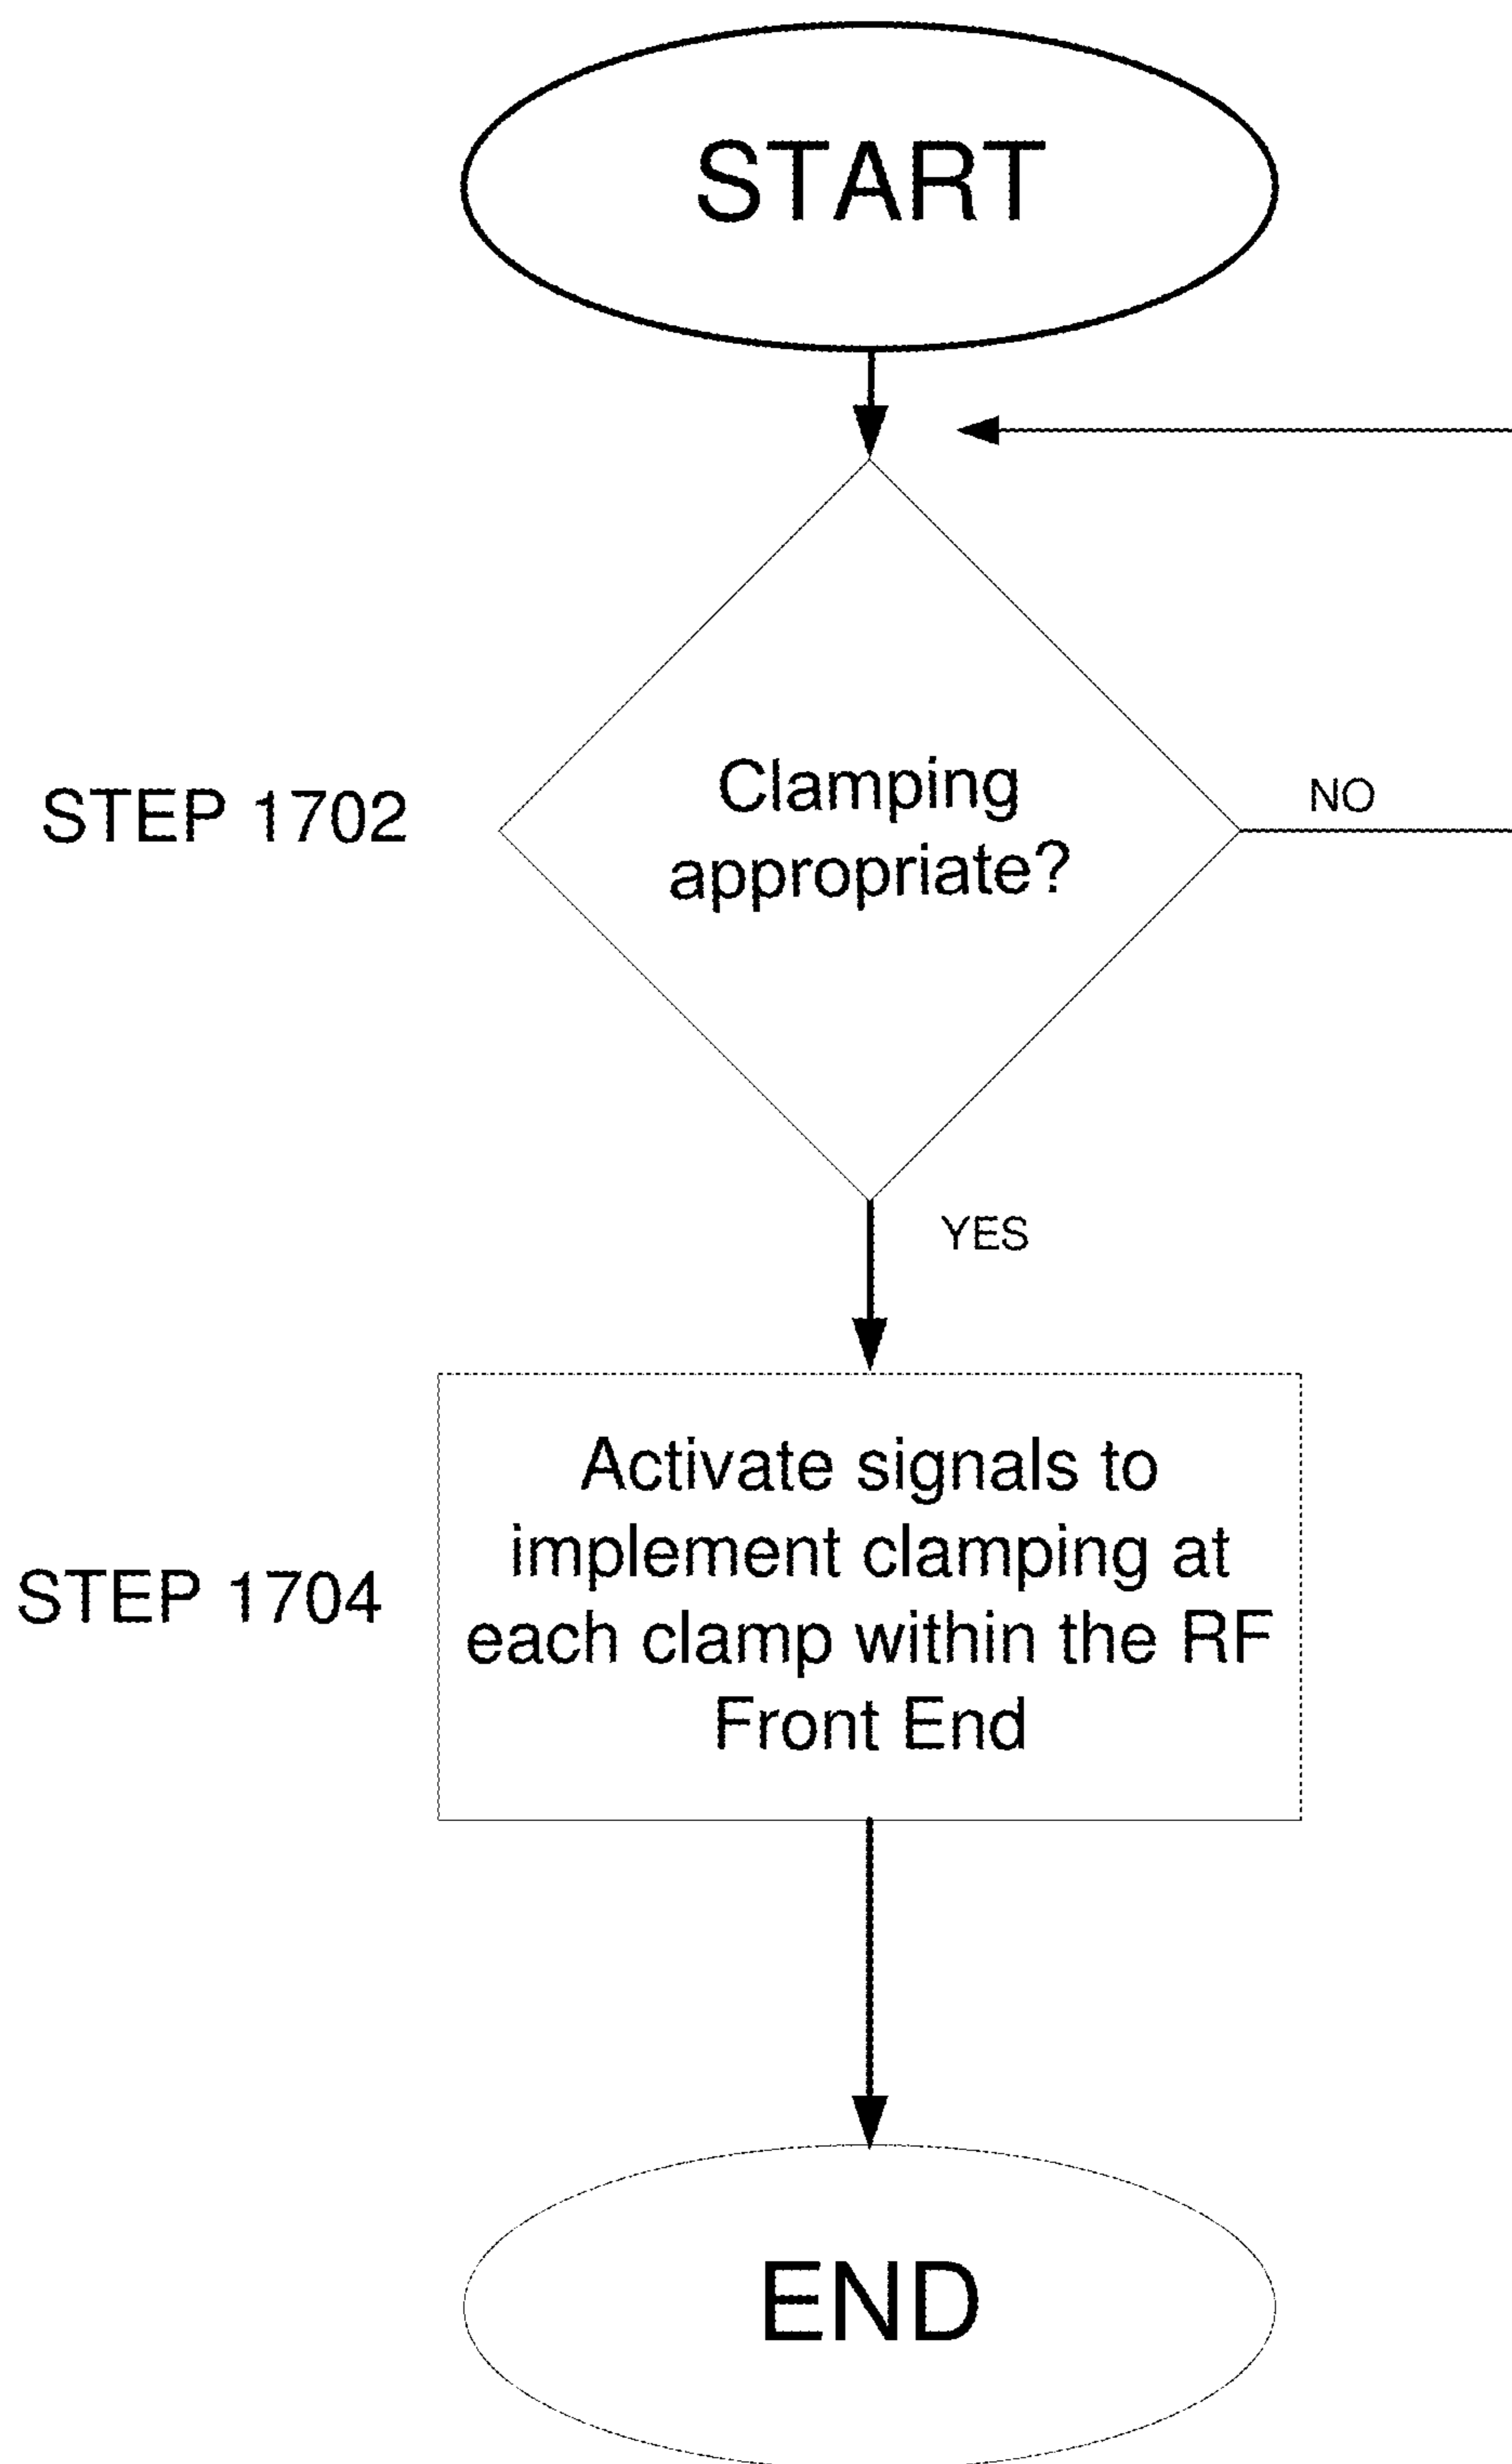 START
STEP 1702
Clamping
appropriate?
NO
YES
STEP 1704
Activate signals to
implement clamping at
each clamp within the RF
Front End
END